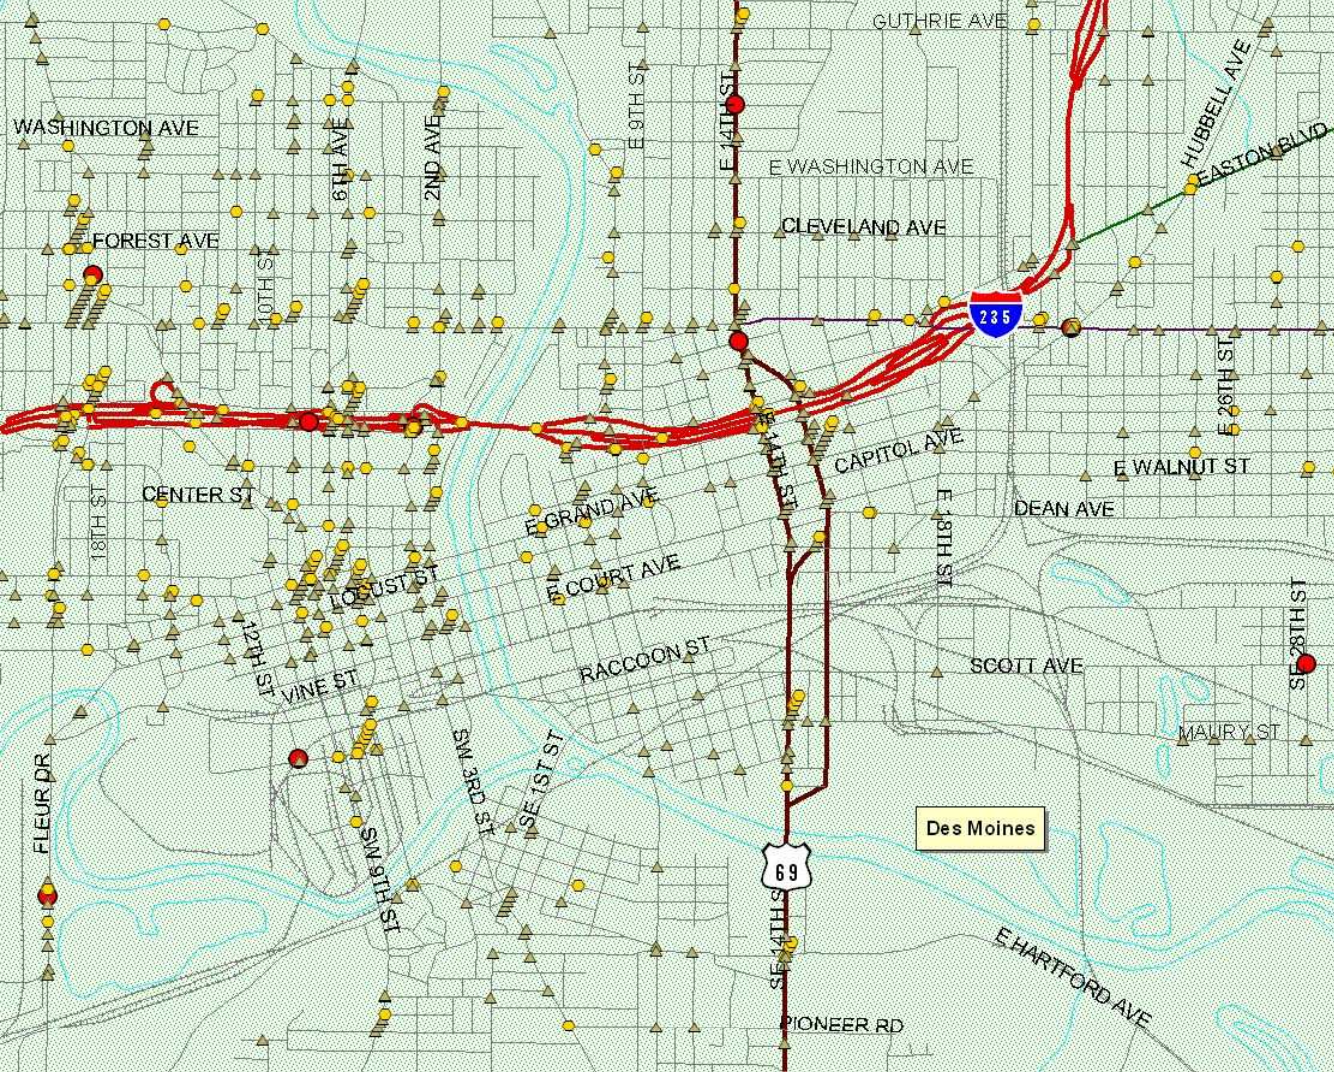 GUTHRIE AVE
HUBBELL AVE
E 9TH ST
E 14TH ST
WASHINGTON AVE
6TH AVE
2ND AVE
EASTON BLVD
E WASHINGTON AVE
CLEVELAND AVE
FOREST AVE
10TH ST
235
E 26TH ST
E 14TH ST
CAPITOL AVE
E WALNUT ST
CENTER ST
18TH ST
E GRAND AVE
E 18TH ST
DEAN AVE
LOCUST ST
E COURT AVE
12TH ST
VINE ST
RACCOON ST
SCOTT AVE
SE 28TH ST
MAURY ST
FLEUR DR
SW 3RD ST
SE 1ST ST
SW 9TH ST
Des Moines
69
SE 14TH S
E HARTFORD AVE
PIONEER RD